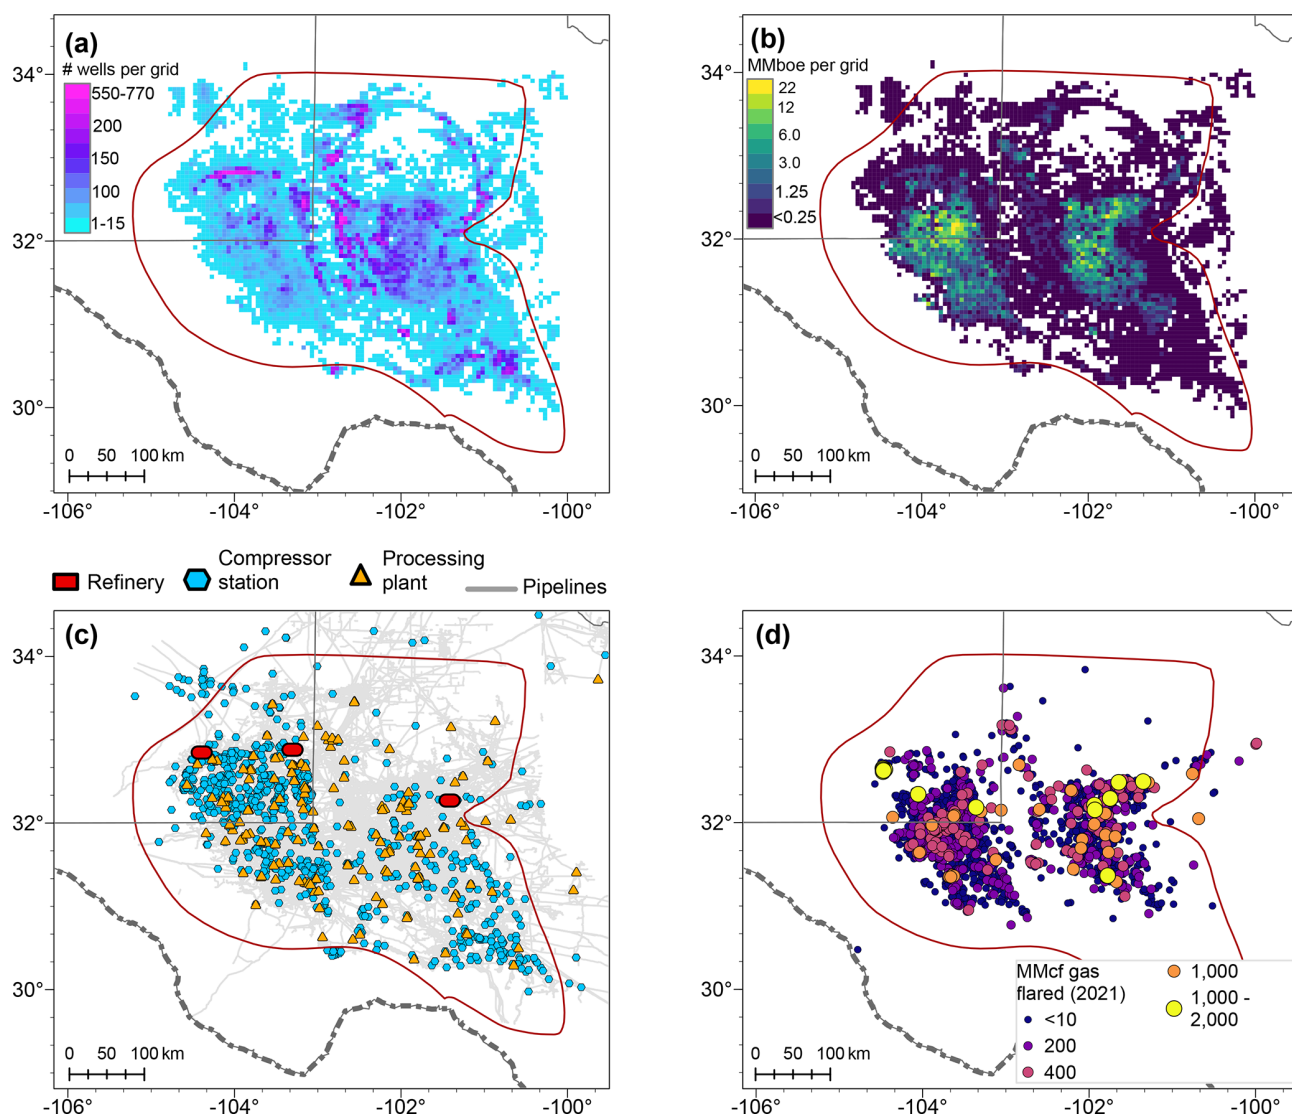 (a)
# wells per grid
550-770
200
150
100
1-15
34°
32°
30°
0 50 100 km
-106° -104° -102° -100°
(b)
MMboe per grid
22
12
6.0
3.0
1.25
<0.25
34°
32°
30°
0 50 100 km
-106° -104° -102° -100°
Refinery
Compressor
station
Processing
plant
Pipelines
(c)
34°
32°
30°
0 50 100 km
-106° -104° -102° -100°
(d)
34°
32°
30°
0 50 100 km
MMcf gas
flared (2021)
<10
200
400
1,000
1,000 -
2,000
-106° -104° -102° -100°